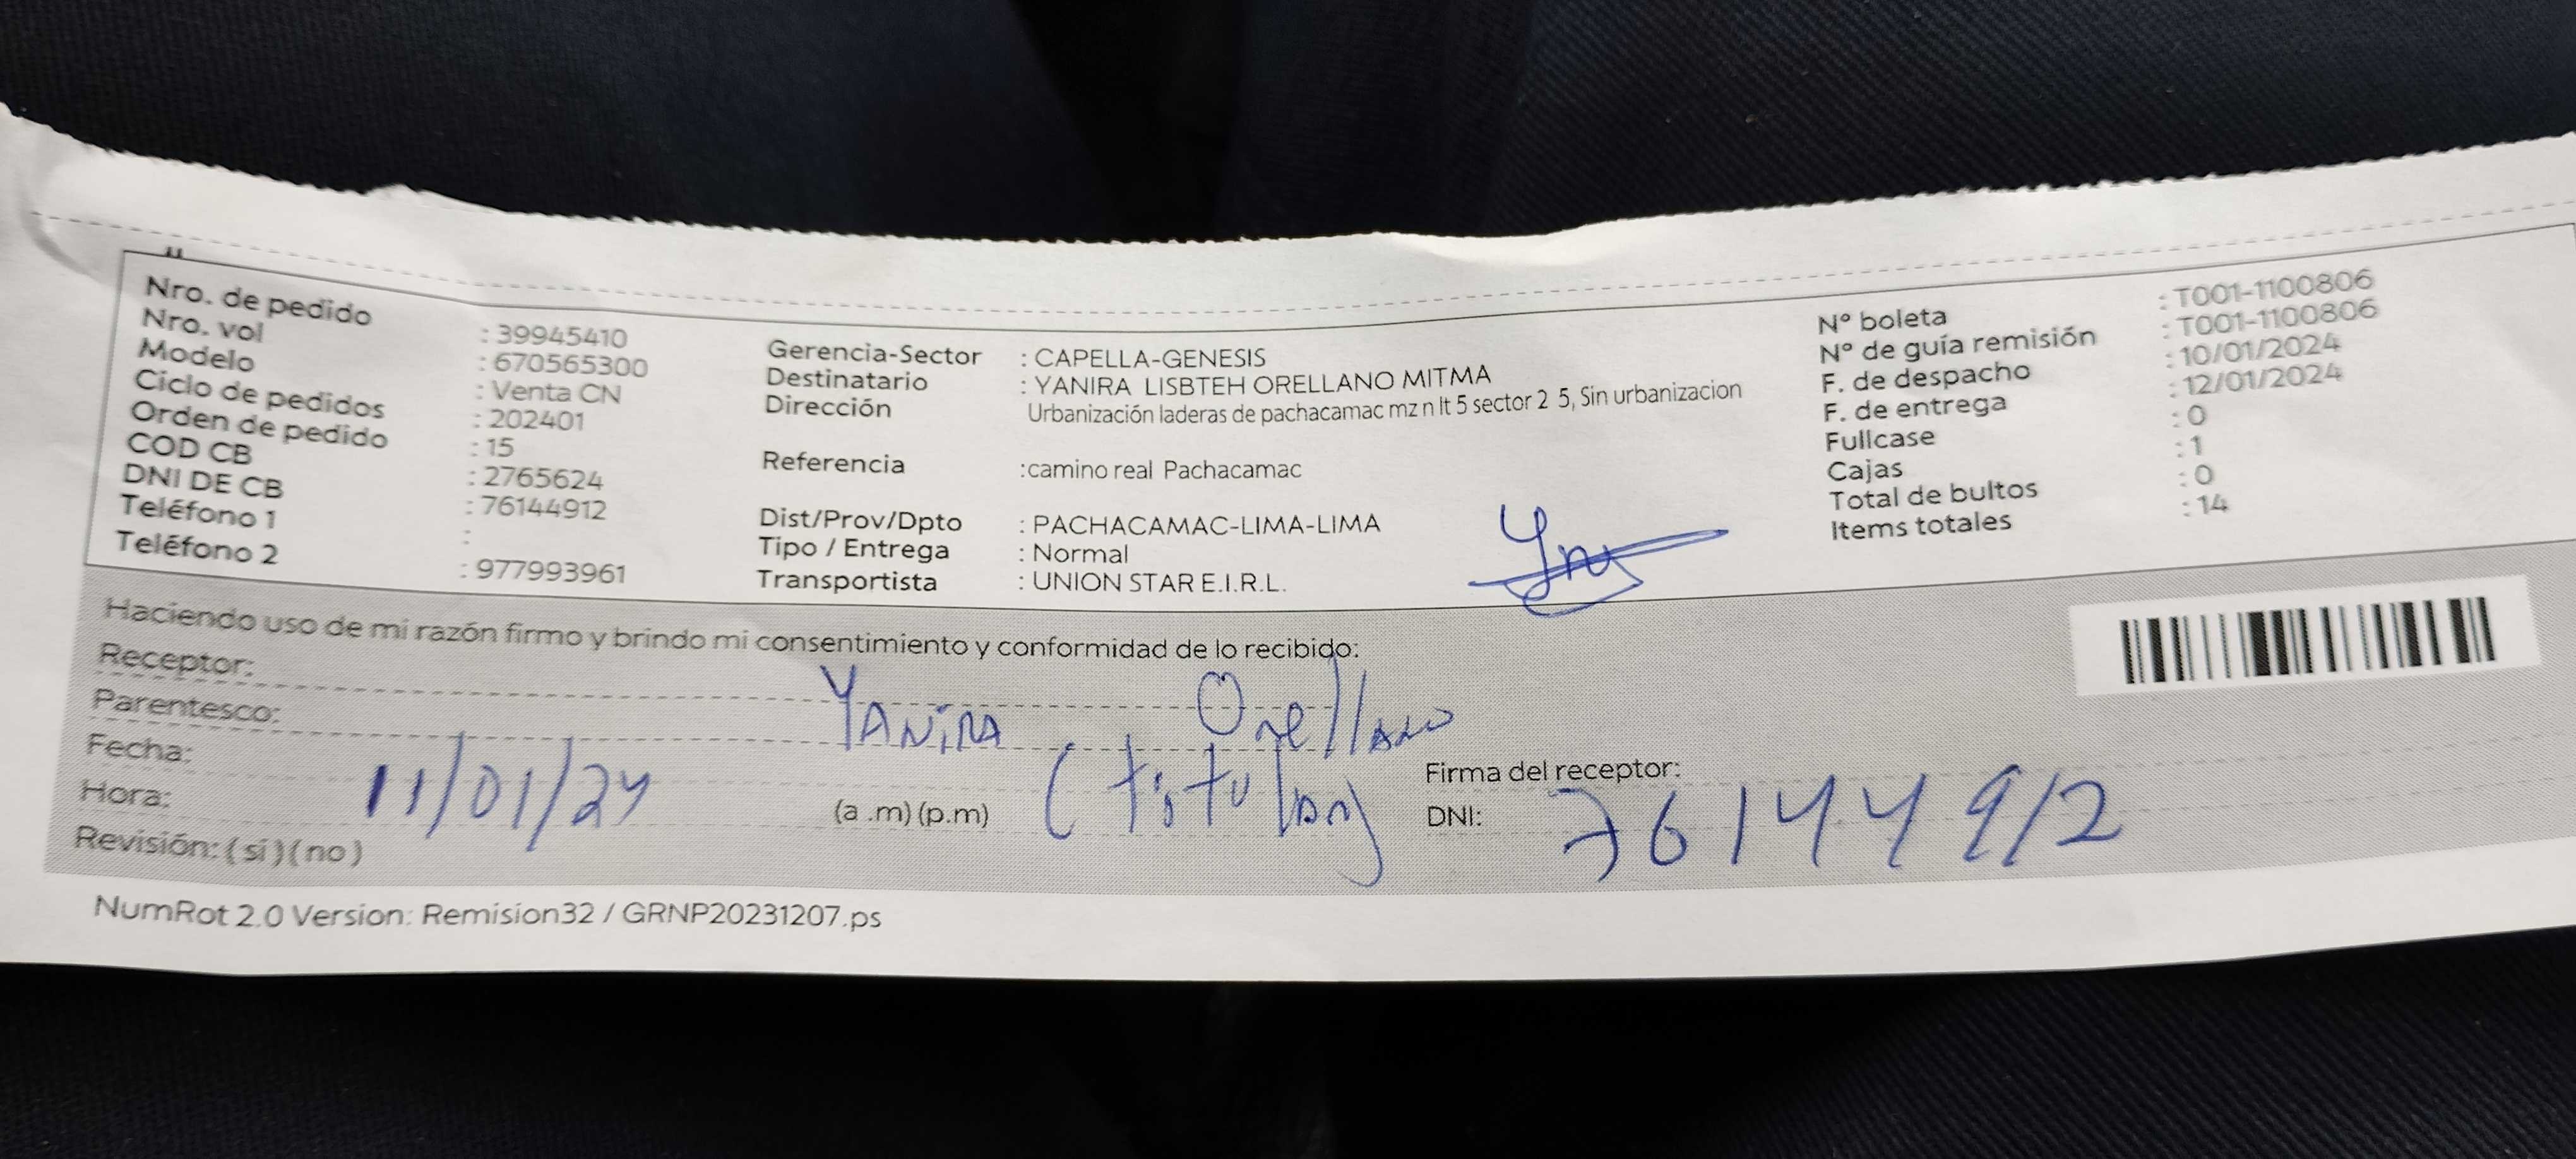 Nro. de pedido : 39945410
Nro. vol : 670565300
Modelo : Venta CN
Ciclo de pedidos : 202401
Orden de pedido : 15
COD CB : 2765624
DNI DE CB : 76144912
Teléfono 1 :
Teléfono 2 : 977993961
Gerencia-Sector : CAPELLA-GENESIS
Destinatario : YANIRA LISBTEH ORELLANO MITMA
Dirección Urbanización laderas de pachacamac mz n lt 5 sector 2 5, Sin urbanizacion
Referencia :camino real Pachacamac
Dist/Prov/Dpto : PACHACAMAC-LIMA-LIMA
Tipo / Entrega : Normal
Transportista : UNION STAR E.I.R.L.
N° boleta : T001-1100806
N° de guía remisión : T001-1100806
F. de despacho : 10/01/2024
F. de entrega : 12/01/2024
Fullcase : 0
Cajas : 1
Total de bultos : 0
Items totales : 14
Haciendo uso de mi razón firmo y brindo mi consentimiento y conformidad de lo recibido:
Receptor: Yanira Orellano
Parentesco: (titular)
Fecha: 11/01/24
Hora: (a .m) (p.m)
Firma del receptor:
DNI: 76144912
Revisión: ( si ) ( no )
NumRot 2.0 Version: Remision32 / GRNP20231207.ps